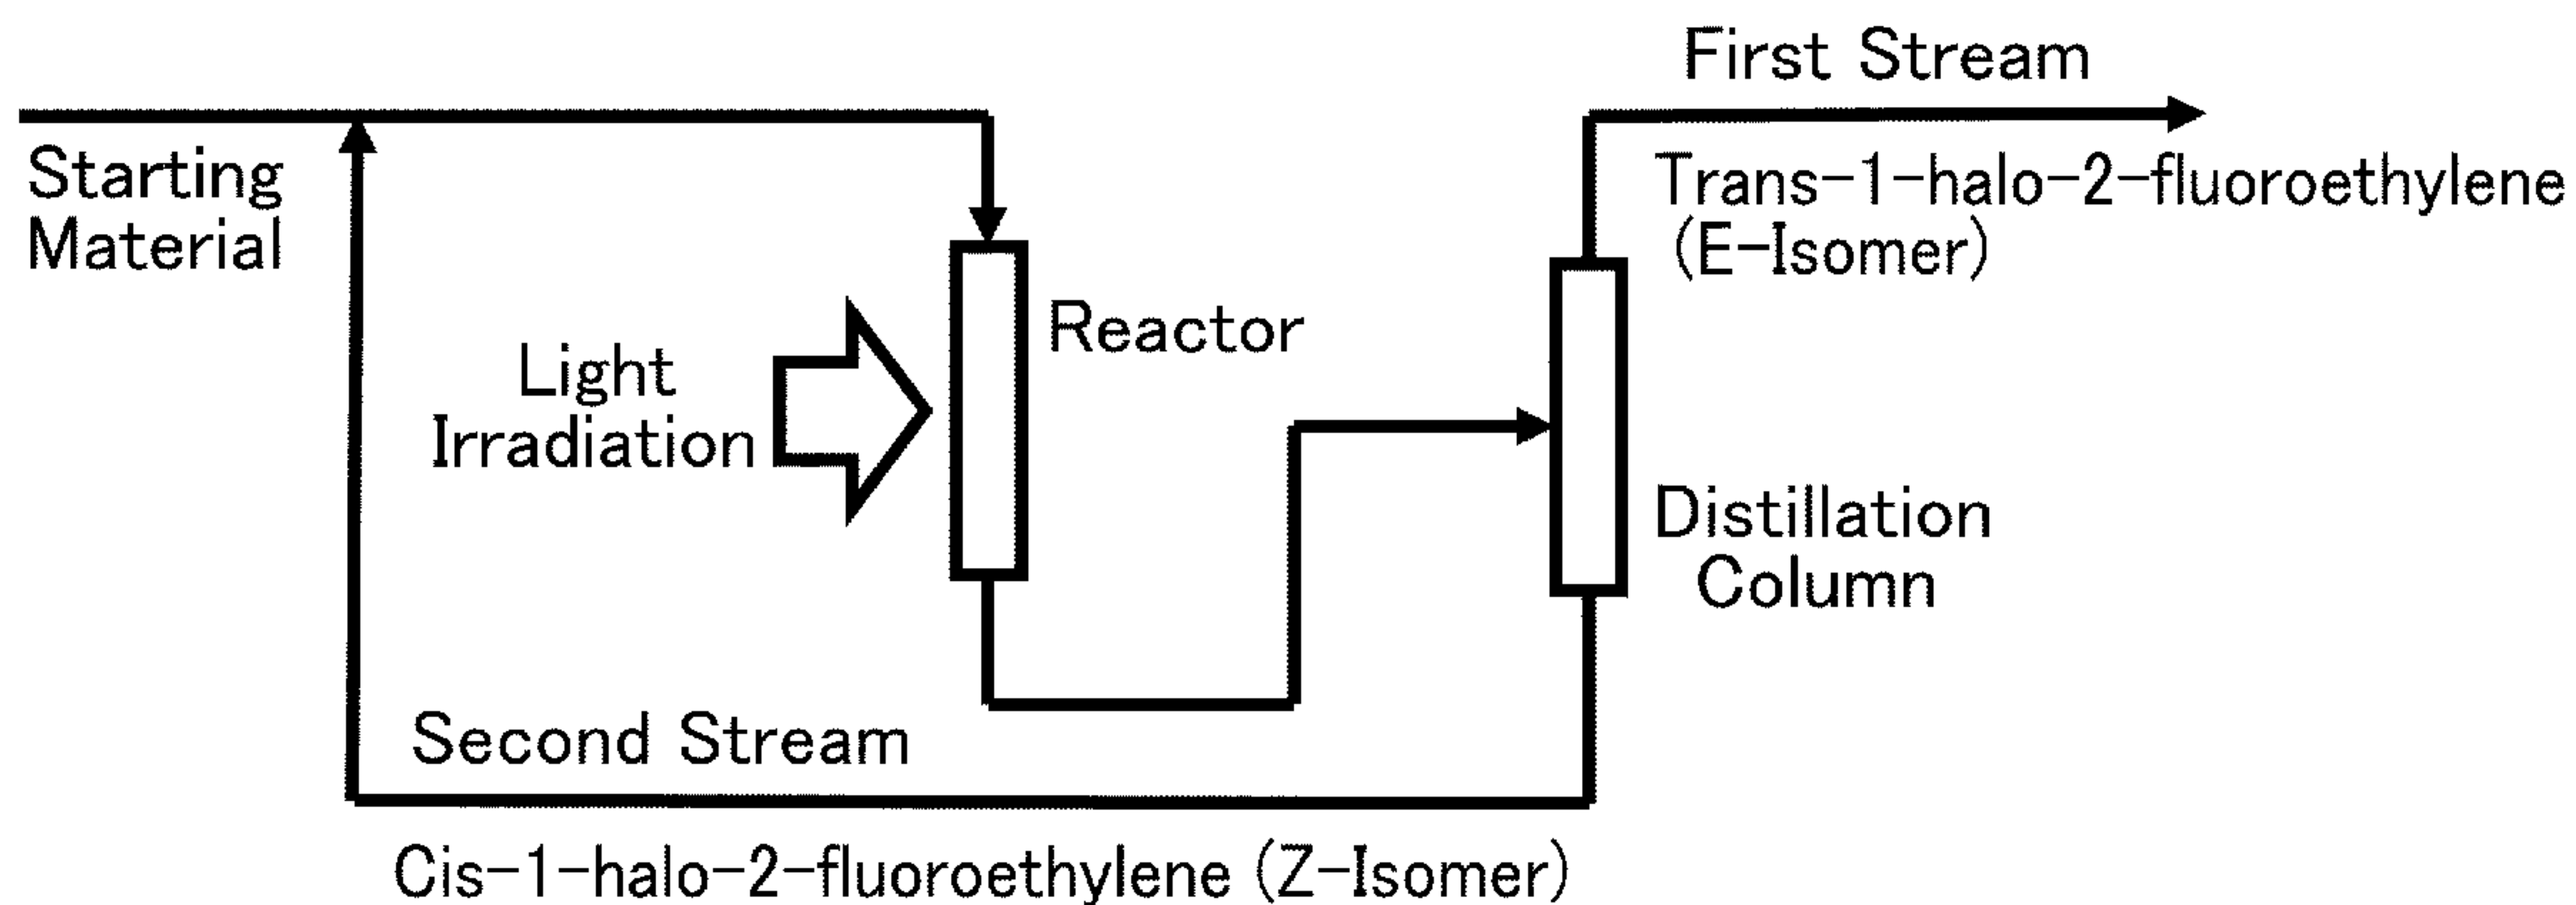 First Stream
Starting
Material
Trans-1-halo-2-fluoroethylene
(E-Isomer)
Reactor
Light
Irradiation
Distillation
Column
Second Stream
Cis-1-halo-2-fluoroethylene (Z-Isomer)